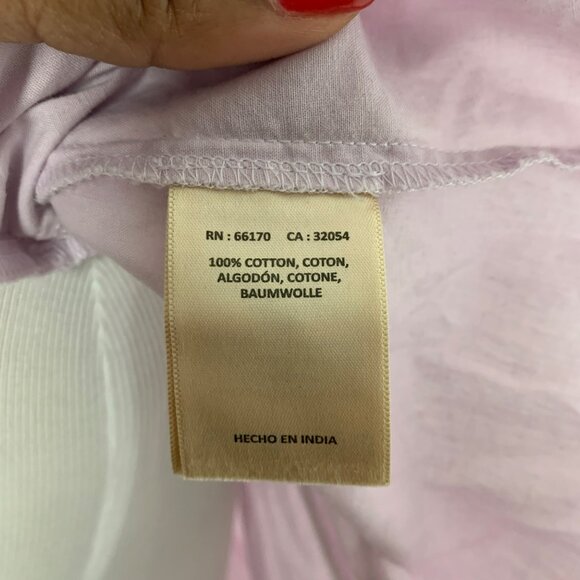 RN : 66170 CA : 32054
100% COTTON, COTON,
ALGODÓN, COTONE,
BAUMWOLLE
HECHO EN INDIA